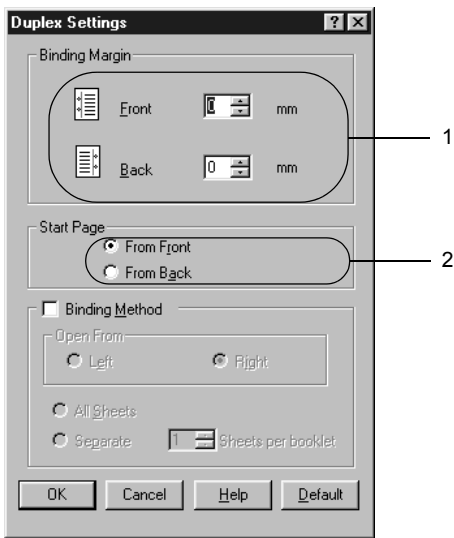 Duplex Settings
Binding Margin
Front 0 mm
1
Back 0 mm
Start Page
From Front
From Back
2
Binding Method
Open From
Left Right
All Sheets
Separate 1 Sheets per booklet
OK Cancel Help Default